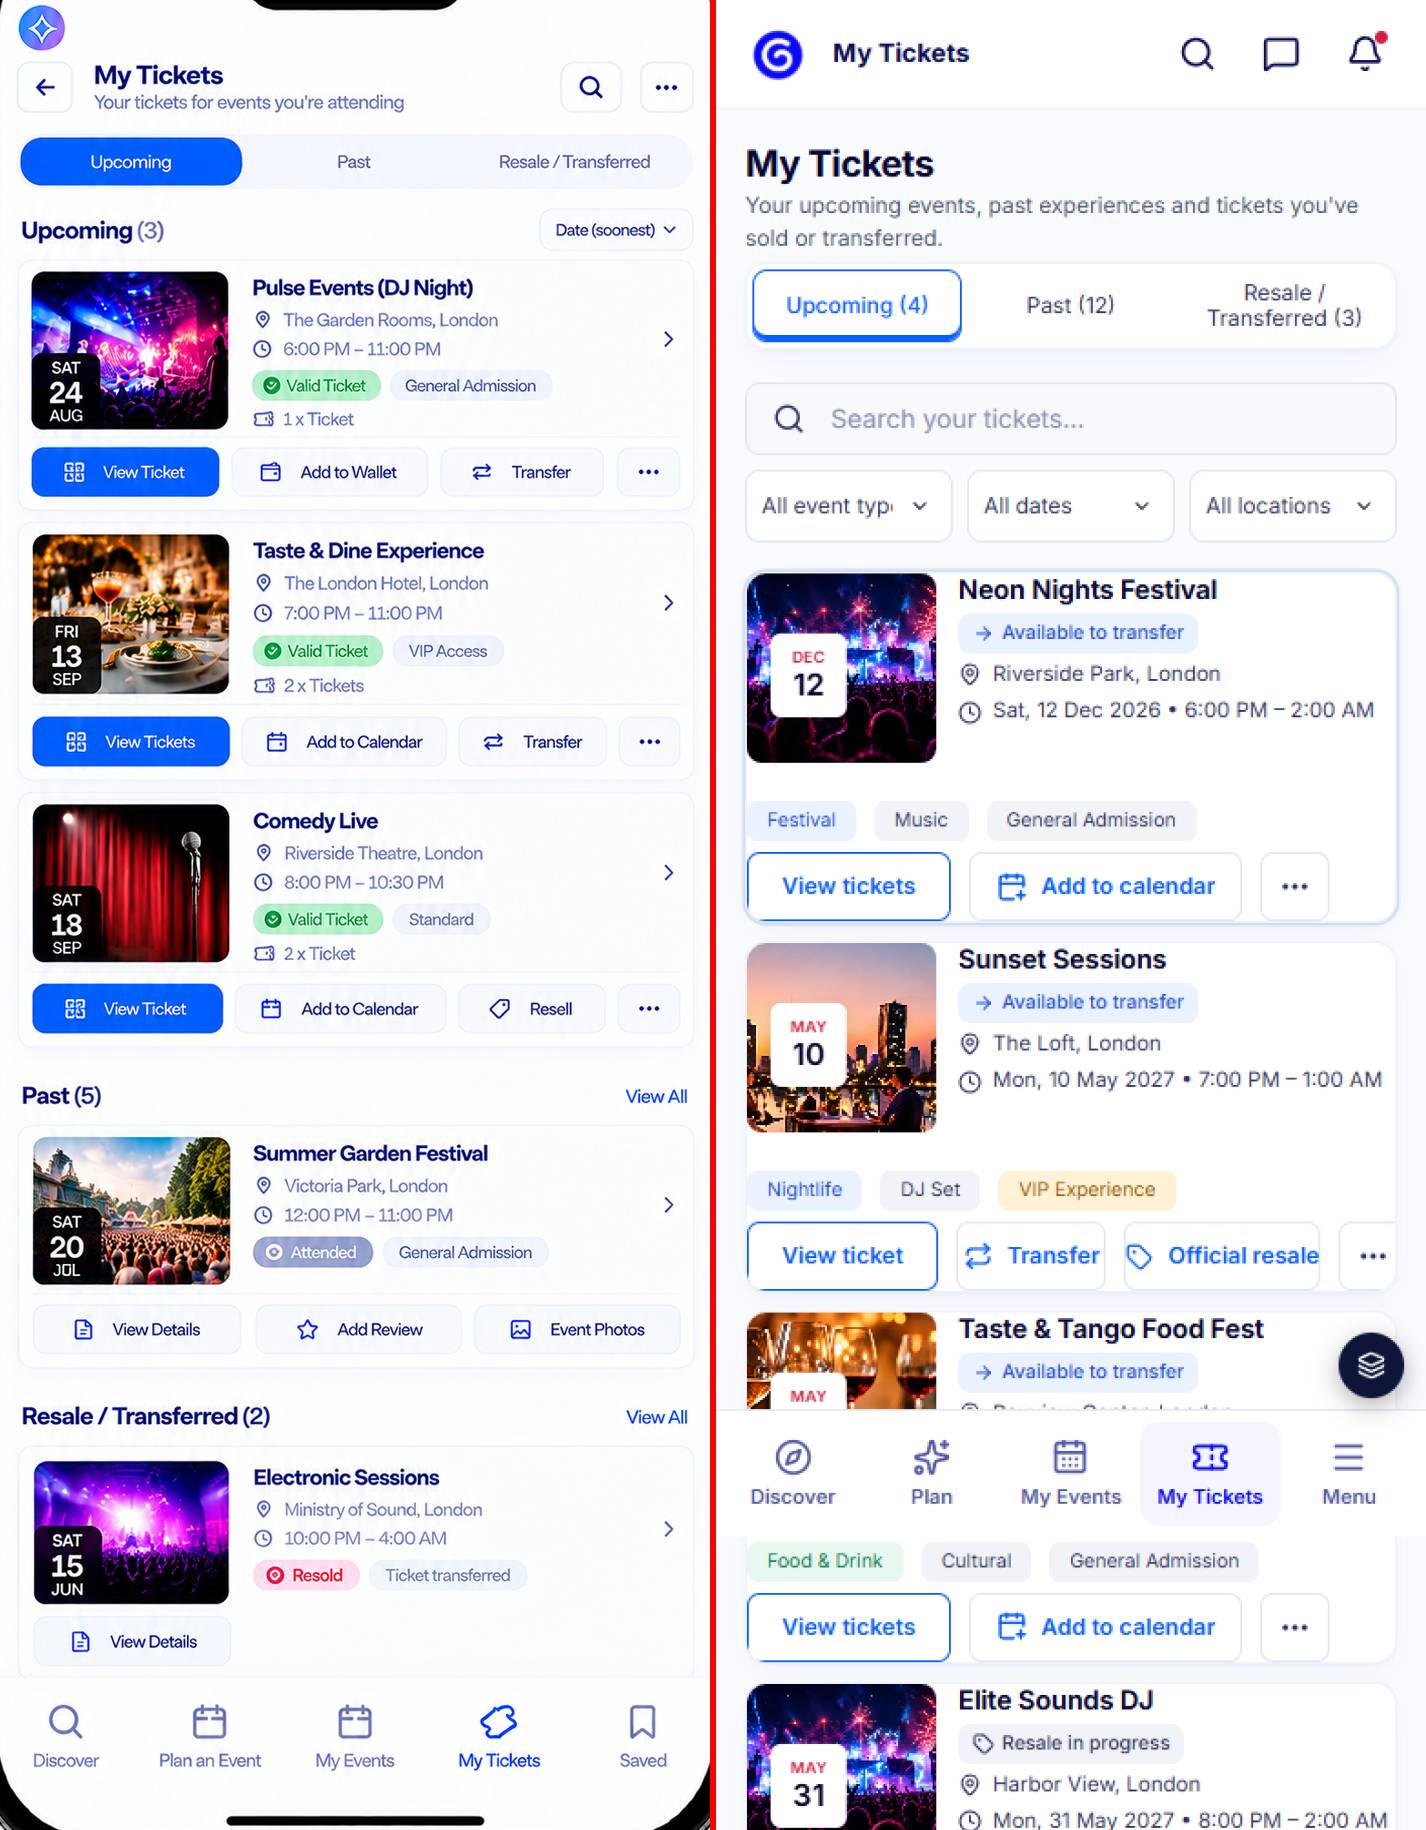 My Tickets
Your tickets for events you're attending
Upcoming
Past
Resale / Transferred
Upcoming (3)
Date (soonest)
SAT
24
AUG
Pulse Events (DJ Night)
The Garden Rooms, London
6:00 PM – 11:00 PM
Valid Ticket
General Admission
1 x Ticket
View Ticket
Add to Wallet
Transfer
FRI
13
SEP
Taste & Dine Experience
The London Hotel, London
7:00 PM – 11:00 PM
Valid Ticket
VIP Access
2 x Tickets
View Tickets
Add to Calendar
Transfer
SAT
18
SEP
Comedy Live
Riverside Theatre, London
8:00 PM – 10:30 PM
Valid Ticket
Standard
2 x Ticket
View Ticket
Add to Calendar
Resell
Past (5)
View All
SAT
20
JUL
Summer Garden Festival
Victoria Park, London
12:00 PM – 11:00 PM
Attended
General Admission
View Details
Add Review
Event Photos
Resale / Transferred (2)
View All
SAT
15
JUN
Electronic Sessions
Ministry of Sound, London
10:00 PM – 4:00 AM
Resold
Ticket transferred
View Details
Discover
Plan an Event
My Events
My Tickets
Saved
My Tickets
My Tickets
Your upcoming events, past experiences and tickets you've
sold or transferred.
Upcoming (4)
Past (12)
Resale /
Transferred (3)
Search your tickets...
All event typ
All dates
All locations
DEC
12
Neon Nights Festival
Available to transfer
Riverside Park, London
Sat, 12 Dec 2026 • 6:00 PM – 2:00 AM
Festival
Music
General Admission
View tickets
Add to calendar
MAY
10
Sunset Sessions
Available to transfer
The Loft, London
Mon, 10 May 2027 • 7:00 PM – 1:00 AM
Nightlife
DJ Set
VIP Experience
View ticket
Transfer
Official resale
MAY
Taste & Tango Food Fest
Available to transfer
Discover
Plan
My Events
My Tickets
Menu
Food & Drink
Cultural
General Admission
View tickets
Add to calendar
MAY
31
Elite Sounds DJ
Resale in progress
Harbor View, London
Mon, 31 May 2027 • 8:00 PM – 2:00 AM